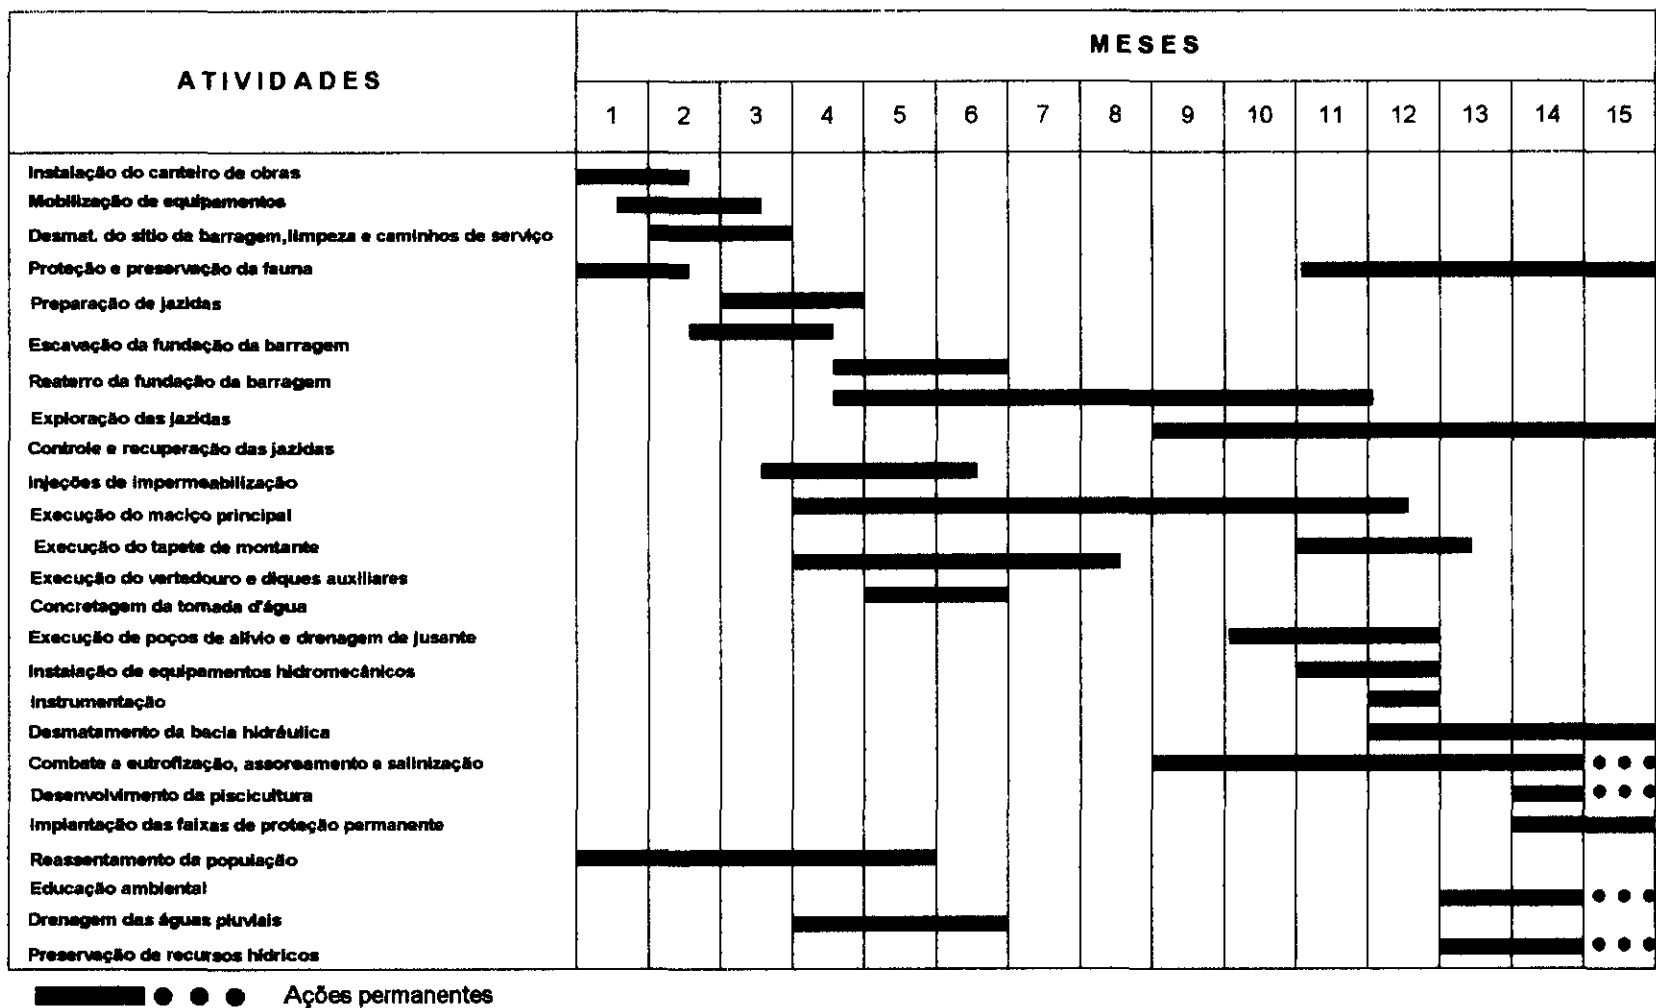 MESES
ATIVIDADES
1 2 3 4 5 6 7 8 9 10 11 12 13 14 15
Instalação do canteiro de obras
Mobilização de equipamentos
Desmat. do sítio da barragem,limpeza e caminhos de serviço
Proteção e preservação da fauna
Preparação de jazidas
Escavação da fundação da barragem
Reaterro da fundação da barragem
Exploração das jazidas
Controle e recuperação das jazidas
Injeções de impermeabilização
Execução do maciço principal
Execução do tapete de montante
Execução do vertedouro e diques auxiliares
Concretagem da tomada d'água
Execução de poços de alívio e drenagem de jusante
Instalação de equipamentos hidromecânicos
Instrumentação
Desmatamento da bacia hidráulica
Combate a eutrofização, assoreamento e salinização
Desenvolvimento da piscicultura
Implantação das faixas de proteção permanente
Reassentamento da população
Educação ambiental
Drenagem das águas pluviais
Preservação de recursos hídricos
Ações permanentes